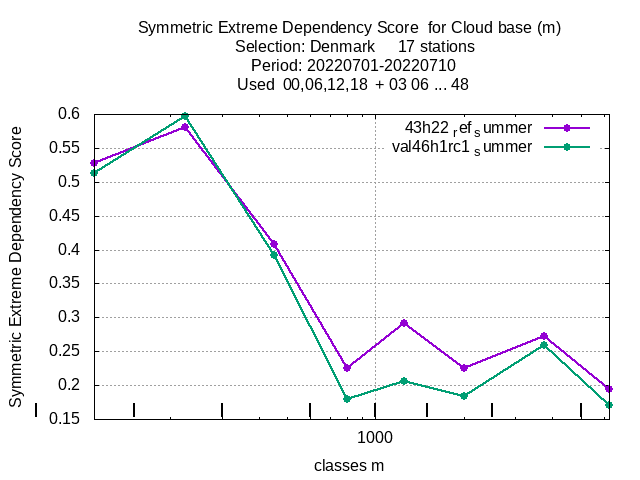 Symmetric Extreme Dependency Score for Cloud base (m)
Selection: Denmark 17 stations
Period: 20220701-20220710
Used 00,06,12,18 + 03 06 ... 48
43h22 ref summer
val46h1rc1 summer
0.6
0.55
0.5
0.45
0.4
0.35
0.3
0.25
0.2
0.15
Symmetric Extreme Dependency Score
1000
classes m